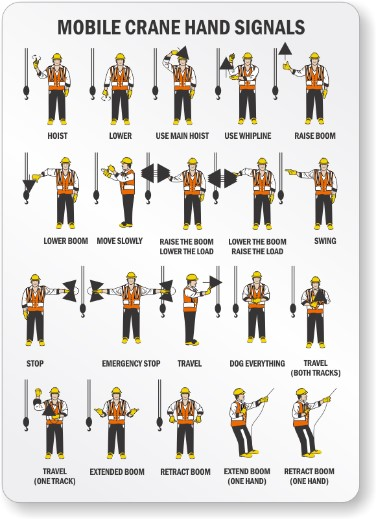 MOBILE CRANE HAND SIGNALS
HOIST
LOWER
USE MAIN HOIST
USE WHIPLINE
RAISE BOOM
LOWER BOOM
MOVE SLOWLY
RAISE THE BOOM
LOWER THE LOAD
LOWER THE BOOM
RAISE THE LOAD
SWING
STOP
EMERGENCY STOP
TRAVEL
DOG EVERYTHING
TRAVEL
(BOTH TRACKS)
TRAVEL
(ONE TRACK)
EXTENDED BOOM
RETRACT BOOM
EXTEND BOOM
(ONE HAND)
RETRACT BOOM
(ONE HAND)